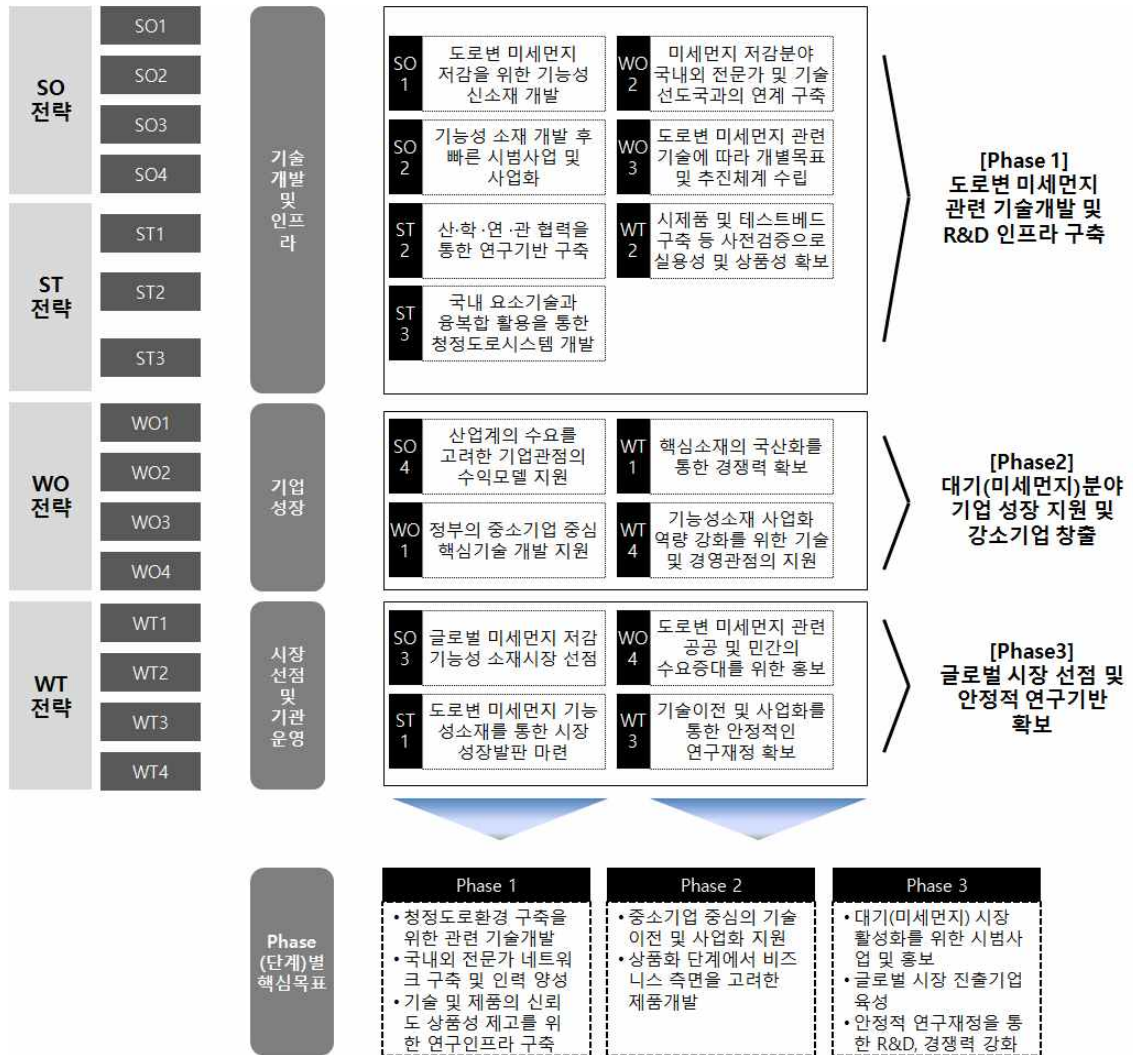 SO
전략
SO1
SO2
SO3
SO4
ST
전략
ST1
ST2
ST3
WO
전략
WO1
WO2
WO3
WO4
WT
전략
WT1
WT2
WT3
WT4
기술
개발
및
인프
라
SO
1
도로변 미세먼지
저감을 위한 기능성
신소재 개발
WO
2
미세먼지 저감분야
국내외 전문가 및 기술
선도국과의 연계 구축
SO
2
기능성 소재 개발 후
빠른 시범사업 및
사업화
WO
3
도로변 미세먼지 관련
기술에 따라 개별목표
및 추진체계 수립
ST
2
산·학·연·관 협력을
통한 연구기반 구축
WT
2
시제품 및 테스트베드
구축 등 사전검증으로
실용성 및 상품성 확보
ST
3
국내 요소기술과
융복합 활용을 통한
청정도로시스템 개발
[Phase 1]
도로변 미세먼지
관련 기술개발 및
R&D 인프라 구축
기업
성장
SO
4
산업계의 수요를
고려한 기업관점의
수익모델 지원
WT
1
핵심소재의 국산화를
통한 경쟁력 확보
WO
1
정부의 중소기업 중심
핵심기술 개발 지원
WT
4
기능성소재 사업화
역량 강화를 위한 기술
및 경영관점의 지원
[Phase2]
대기(미세먼지)분야
기업 성장 지원 및
강소기업 창출
시장
선점
및
기관
운영
SO
3
글로벌 미세먼지 저감
기능성 소재시장 선점
WO
4
도로변 미세먼지 관련
공공 및 민간의
수요증대를 위한 홍보
ST
1
도로변 미세먼지 기능
성소재를 통한 시장
성장발판 마련
WT
3
기술이전 및 사업화를
통한 안정적인
연구재정 확보
[Phase3]
글로벌 시장 선점 및
안정적 연구기반
확보
Phase
(단계)별
핵심목표
Phase 1
• 청정도로환경 구축을
위한 관련 기술개발
• 국내외 전문가 네트워
크 구축 및 인력 양성
• 기술 및 제품의 신뢰
도 상품성 제고를 위
한 연구인프라 구축
Phase 2
• 중소기업 중심의 기술
이전 및 사업화 지원
• 상품화 단계에서 비즈
니스 측면을 고려한
제품개발
Phase 3
• 대기(미세먼지) 시장
활성화를 위한 시범사
업 및 홍보
• 글로벌 시장 진출기업
육성
• 안정적 연구재정을 통
한 R&D, 경쟁력 강화